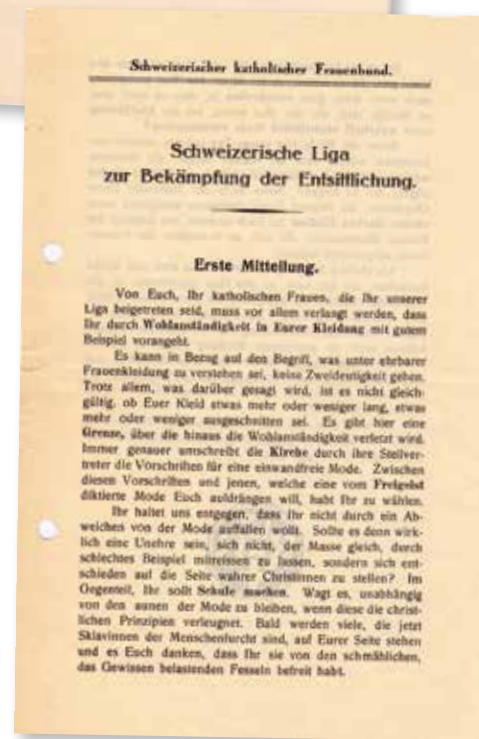 Schweizerischer katholischer Frauenbund.
Schweizerische Liga
zur Bekämpfung der Entsittlichung.
Erste Mitteilung.
Von Euch, Ihr katholischen Frauen, die Ihr unserer
Liga beigetreten seid, muss vor allem verlangt werden, dass
Ihr durch Wohlanständigkeit in Eurer Kleidung mit gutem
Beispiel vorangeht.
Es kann in Bezug auf den Begriff, was unter ehrbarer
Frauenkleidung zu verstehen sei, keine Zweideutigkeit geben.
Trotz allem, was darüber gesagt wird, ist es nicht gleich-
gültig, ob Euer Kleid etwas mehr oder weniger lang, etwas
mehr oder weniger ausgeschnitten sei. Es gibt hier eine
Grenze, über die hinaus die Wohlanständigkeit verletzt wird.
Immer genauer umschreibt die Kirche durch ihre Stellver-
treter die Vorschriften für eine einwandfreie Mode. Zwischen
diesen Vorschriften und jenen, welche eine vom Freigeist
diktierte Mode Euch aufdrängen will, habt Ihr zu wählen.
Ihr haltet uns entgegen, dass Ihr nicht durch ein Ab-
weichen von der Mode auffallen wollt. Sollte es denn wirk-
lich eine Unehre sein, sich nicht, der Masse gleich, durch
schlechtes Beispiel mitreissen zu lassen, sondern sich ent-
schieden auf die Seite wahrer Christinnen zu stellen? Im
Gegenteil, Ihr sollt Schule machen. Wagt es, unabhängig
von den aunen der Mode zu bleiben, wenn diese die christ-
lichen Prinzipien verleugnet. Bald werden viele, die jetzt
Sklavinnen der Menschenfurcht sind, auf Eurer Seite stehen
und es Euch danken, dass Ihr sie von den schmählichen,
das Gewissen belastenden Fesseln befreit habt.